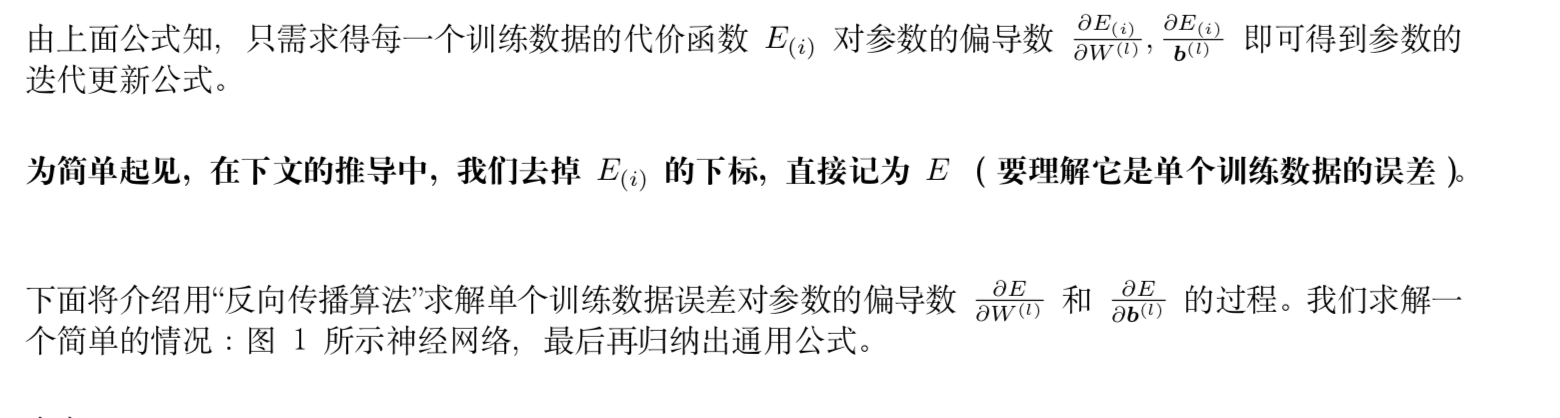 由上面公式知，只需求得每一个训练数据的代价函数 $E_{(i)}$ 对参数的偏导数 $\frac{\partial E_{(i)}}{\partial W^{(l)}}, \frac{\partial E_{(i)}}{\boldsymbol{b}^{(l)}}$ 即可得到参数的
迭代更新公式。
为简单起见，在下文的推导中，我们去掉 $E_{(i)}$ 的下标，直接记为 $E$ （要理解它是单个训练数据的误差）。
下面将介绍用“反向传播算法”求解单个训练数据误差对参数的偏导数 $\frac{\partial E}{\partial W^{(l)}}$ 和 $\frac{\partial E}{\partial \boldsymbol{b}^{(l)}}$ 的过程。我们求解一
个简单的情况：图 1 所示神经网络，最后再归纳出通用公式。